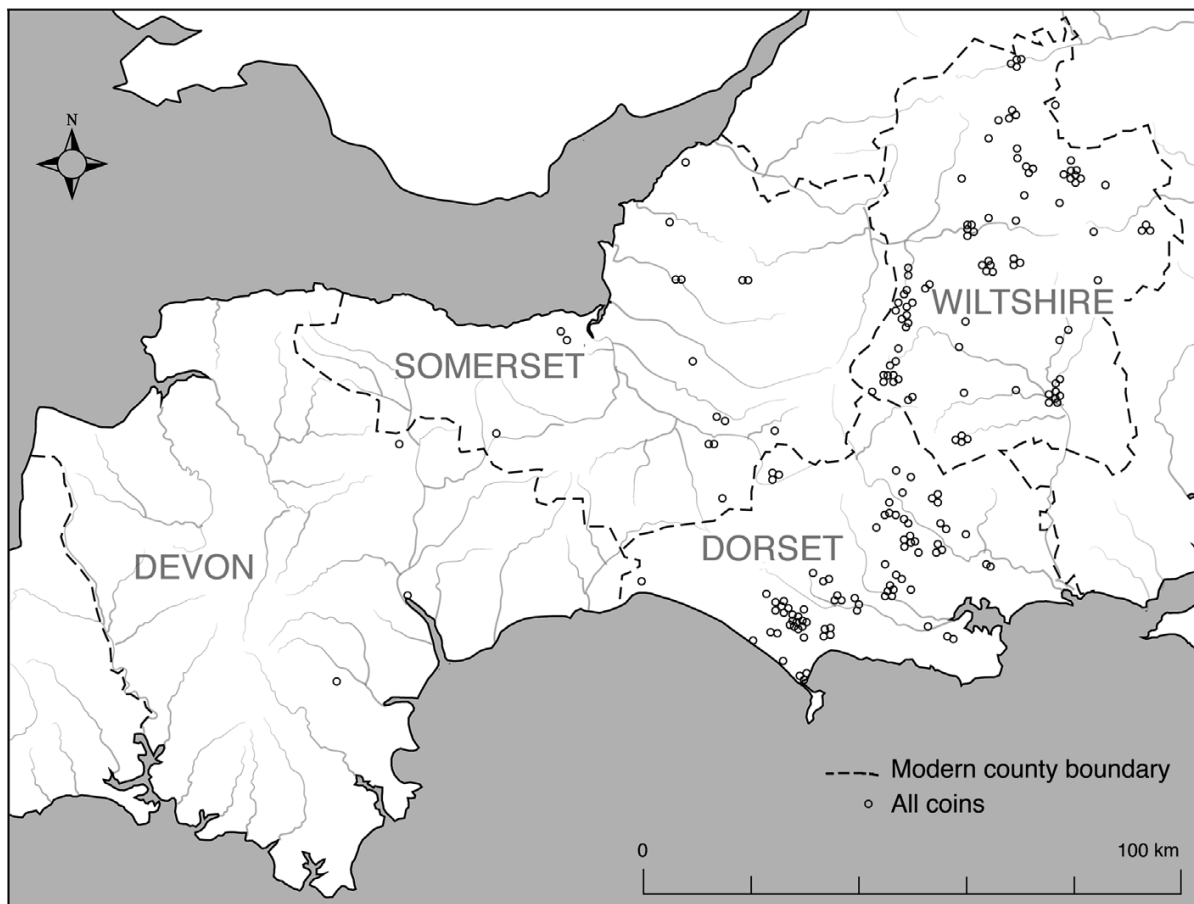 N
WILTSHIRE
SOMERSET
DORSET
DEVON
Modern county boundary
All coins
0 100 km